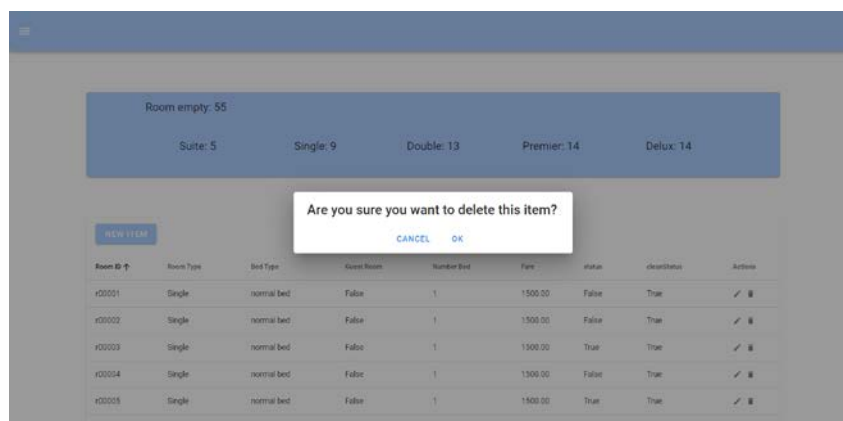 Room empty: 55
Suite: 5 Single: 9 Double: 13 Premier: 14 Delux: 14
Are you sure you want to delete this item?
CANCEL OK
NEW ITEM
Room ID ↑ Room Type Bed Type Guest Room Number Bed Fare status cleanStatus Actions
r00001 Single normal bed False 1 1500.00 False True
r00002 Single normal bed False 1 1500.00 False True
r00003 Single normal bed False 1 1500.00 True True
r00004 Single normal bed False 1 1500.00 False True
r00005 Single normal bed False 1 1500.00 True True